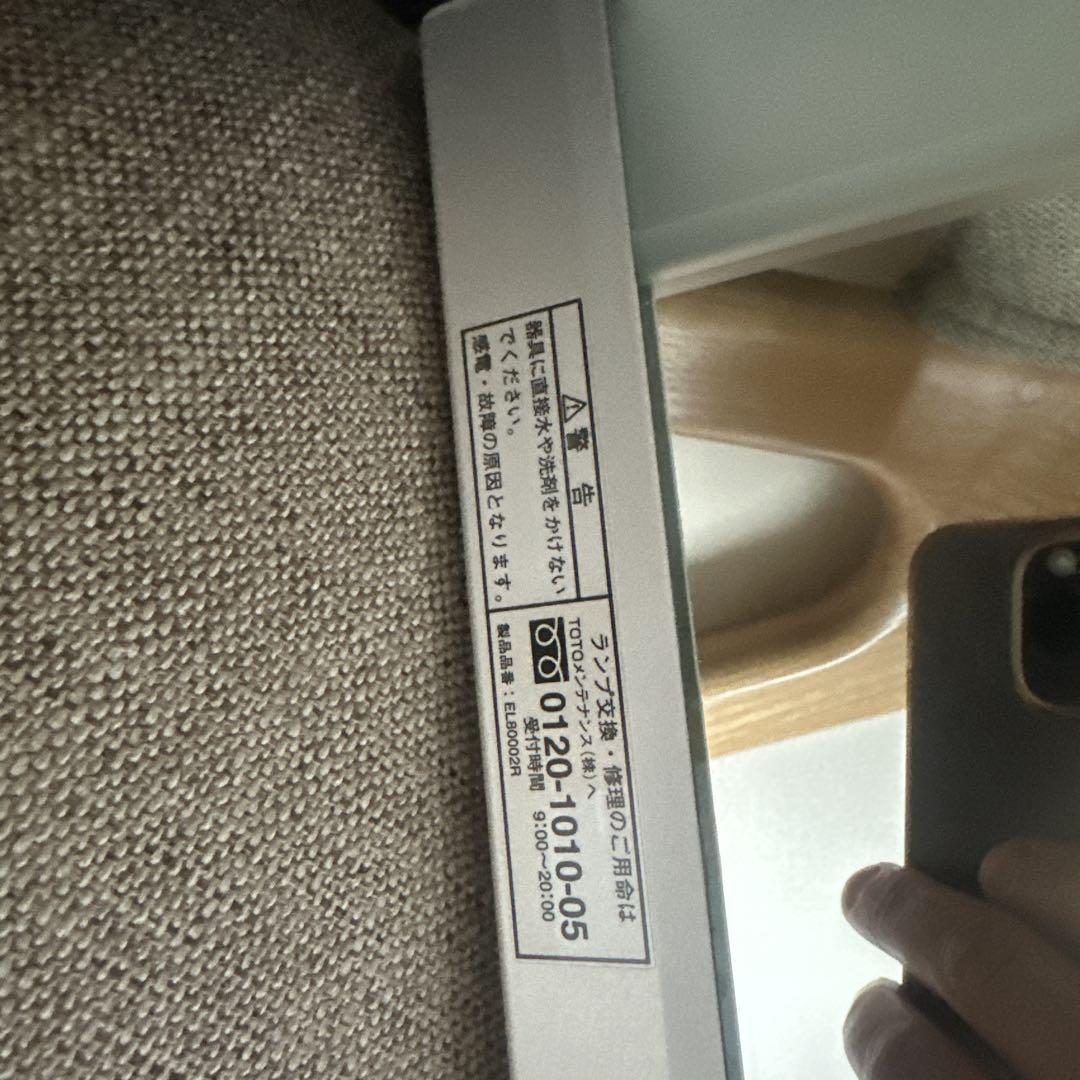 ⚠警 告
器具に直接水や洗剤をかけない
でください。
感電・故障の原因となります。
ランプ交換・修理のご用命は
TOTOメンテナンス(株)へ
0120-1010-05
受付時間 9:00～20:00
製品品番：EL80002R